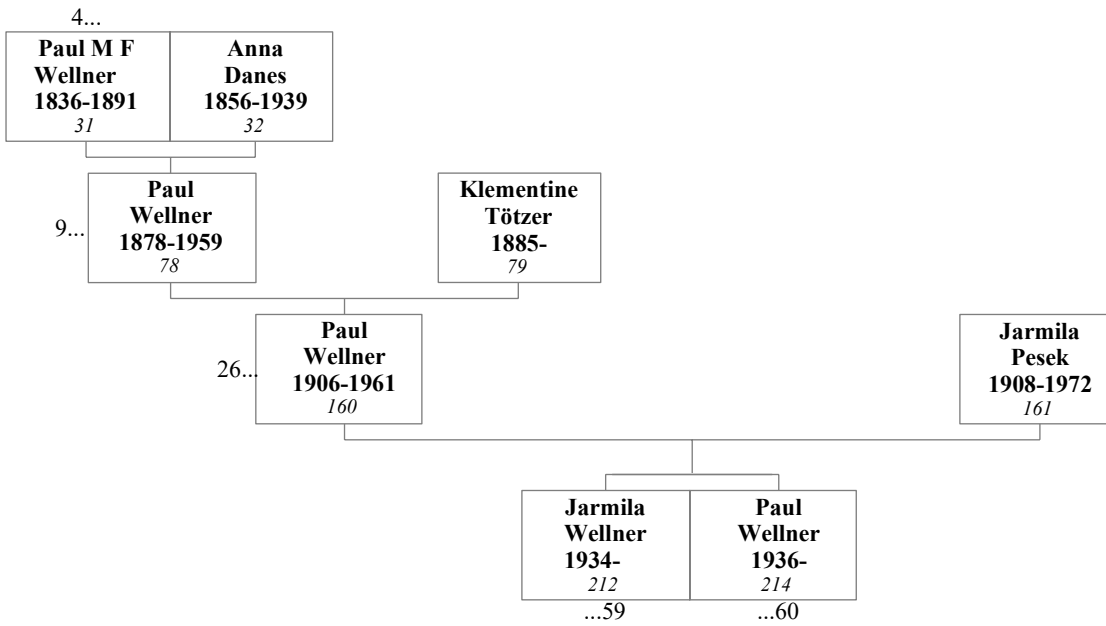 4...
Paul M F
Wellner
1836-1891
31
Anna
Danes
1856-1939
32
9...
Paul
Wellner
1878-1959
78
Klementine
Tötzer
1885-
79
26...
Paul
Wellner
1906-1961
160
Jarmila
Pesek
1908-1972
161
Jarmila
Wellner
1934-
212
...59
Paul
Wellner
1936-
214
...60